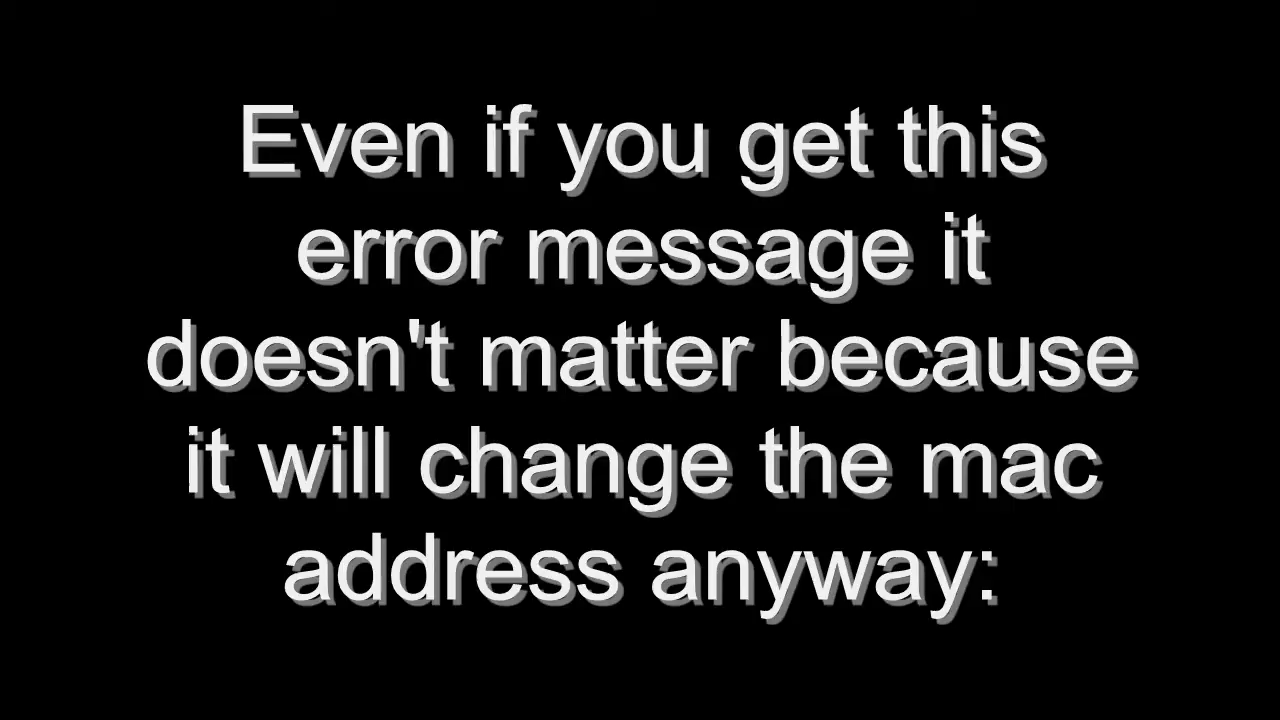 Even if you get this
error message it
doesn't matter because
it will change the mac
address anyway: